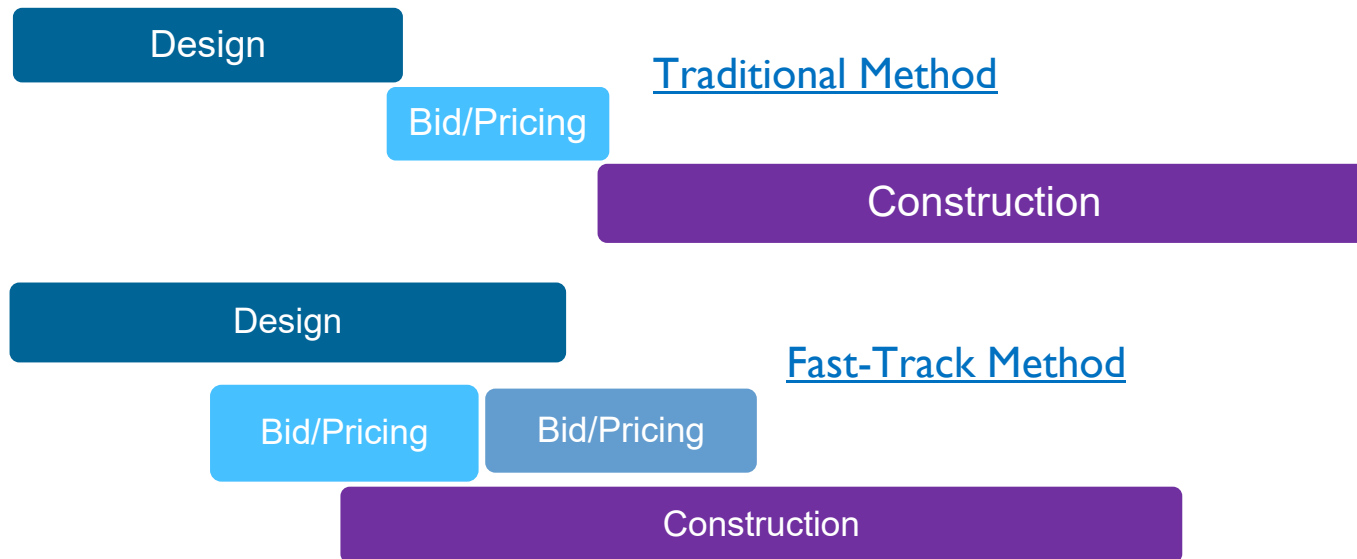 Design
Traditional Method
Bid/Pricing
Construction
Design
Fast-Track Method
Bid/Pricing
Bid/Pricing
Construction